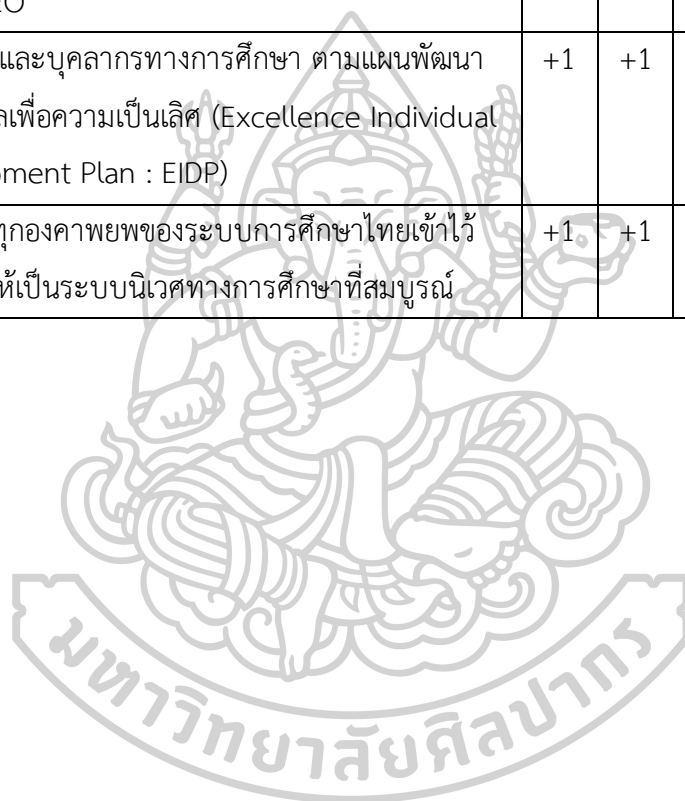 และบุคลากรทางการศึกษา ตามแผนพัฒนา +1 +1
เพื่อความเป็นเลิศ (Excellence Individual
pment Plan : EIDP)
ทุกองคาพยพของระบบการศึกษาไทยเข้าไว้ +1 +1
ห้เป็นระบบนิเวศทางการศึกษาที่สมบูรณ์
มหาวิทยาลัยศิลปากร